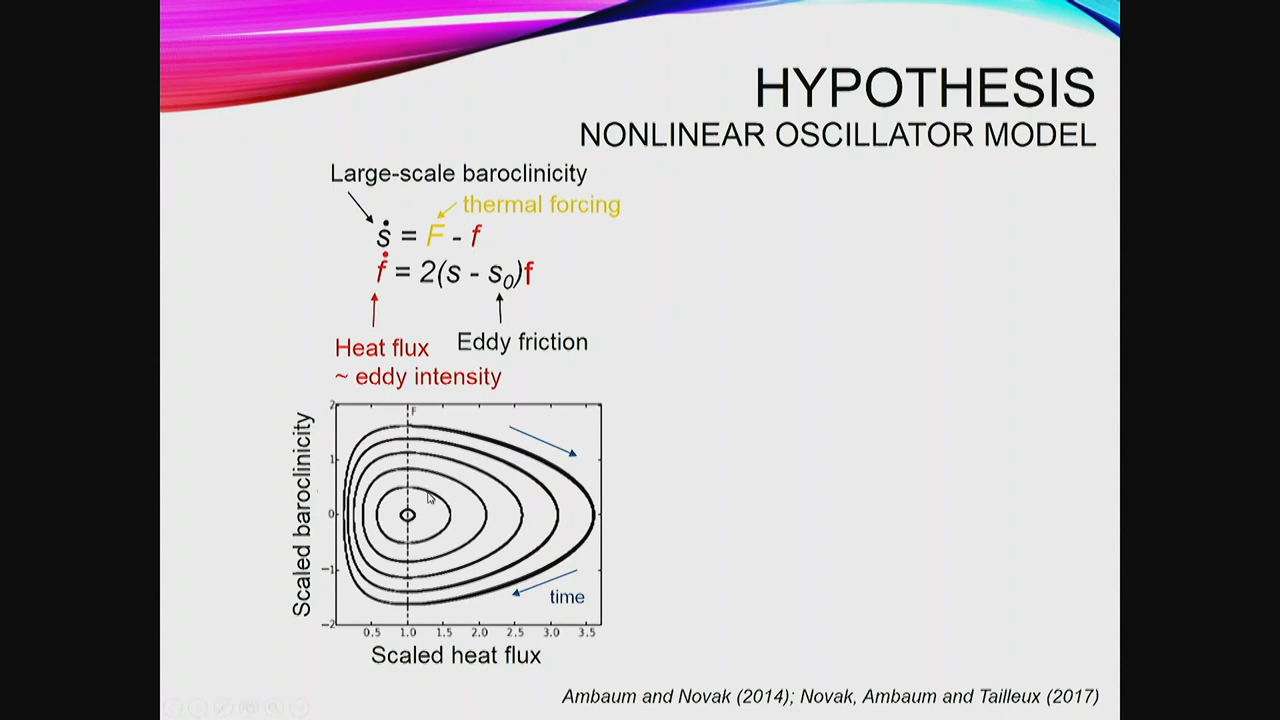 HYPOTHESIS
NONLINEAR OSCILLATOR MODEL
Large-scale baroclinicity
thermal forcing
ṡ = F - f
ḟ = 2(s - s₀)f
Heat flux
~ eddy intensity
Eddy friction
Scaled baroclinicity
2
1
0
−1
−2
F
time
0.5 1.0 1.5 2.0 2.5 3.0 3.5
Scaled heat flux
Ambaum and Novak (2014); Novak, Ambaum and Tailleux (2017)